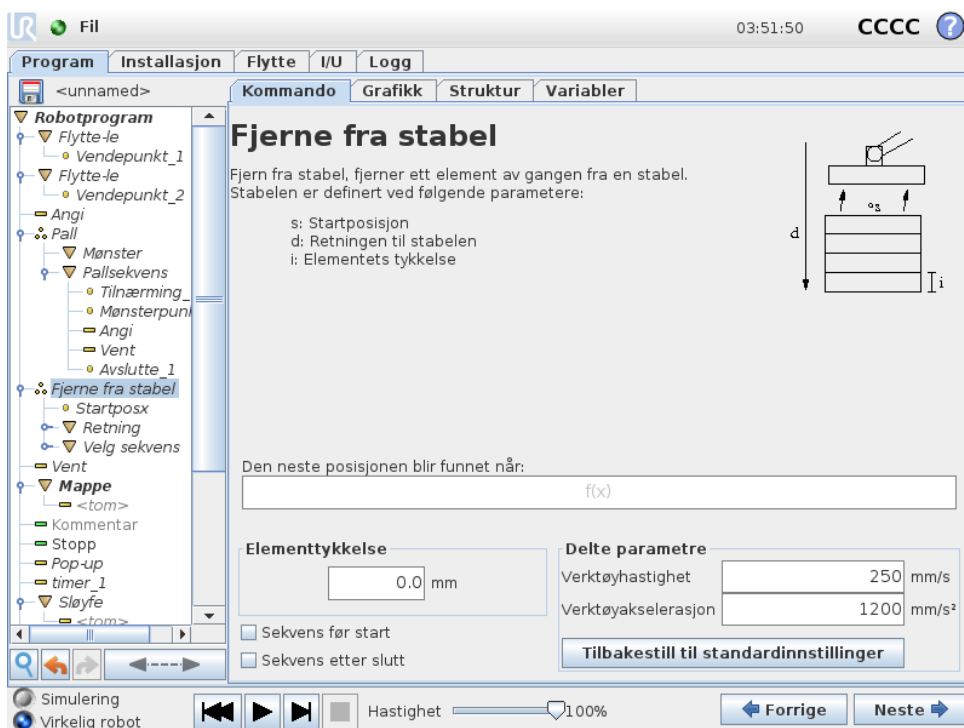 UR Fil 03:51:50 CCCC ?
Program Installasjon Flytte I/U Logg
<unnamed>
Kommando Grafikk Struktur Variabler
Robotprogram
Flytte-le
Vendepunkt_1
Flytte-le
Vendepunkt_2
Angi
Pall
Mønster
Pallsekvens
Tilnærming_
Mønsterpunk
Angi
Vent
Avslutte_1
Fjerne fra stabel
Startposx
Retning
Velg sekvens
Vent
Mappe
<tom>
Kommentar
Stopp
Pop-up
timer_1
Sløyfe
<tom>
Fjerne fra stabel
Fjern fra stabel, fjerner ett element av gangen fra en stabel.
Stabelen er definert ved følgende parametere:
s: Startposisjon
d: Retningen til stabelen
i: Elementets tykkelse
s
d
i
Den neste posisjonen blir funnet når:
f(x)
Elementtykkelse
0.0 mm
Sekvens før start
Sekvens etter slutt
Delte parametre
Verktøyhastighet 250 mm/s
Verktøyakselerasjon 1200 mm/s²
Tilbakestill til standardinnstillinger
Simulering
Virkelig robot
Hastighet 100%
Forrige Neste